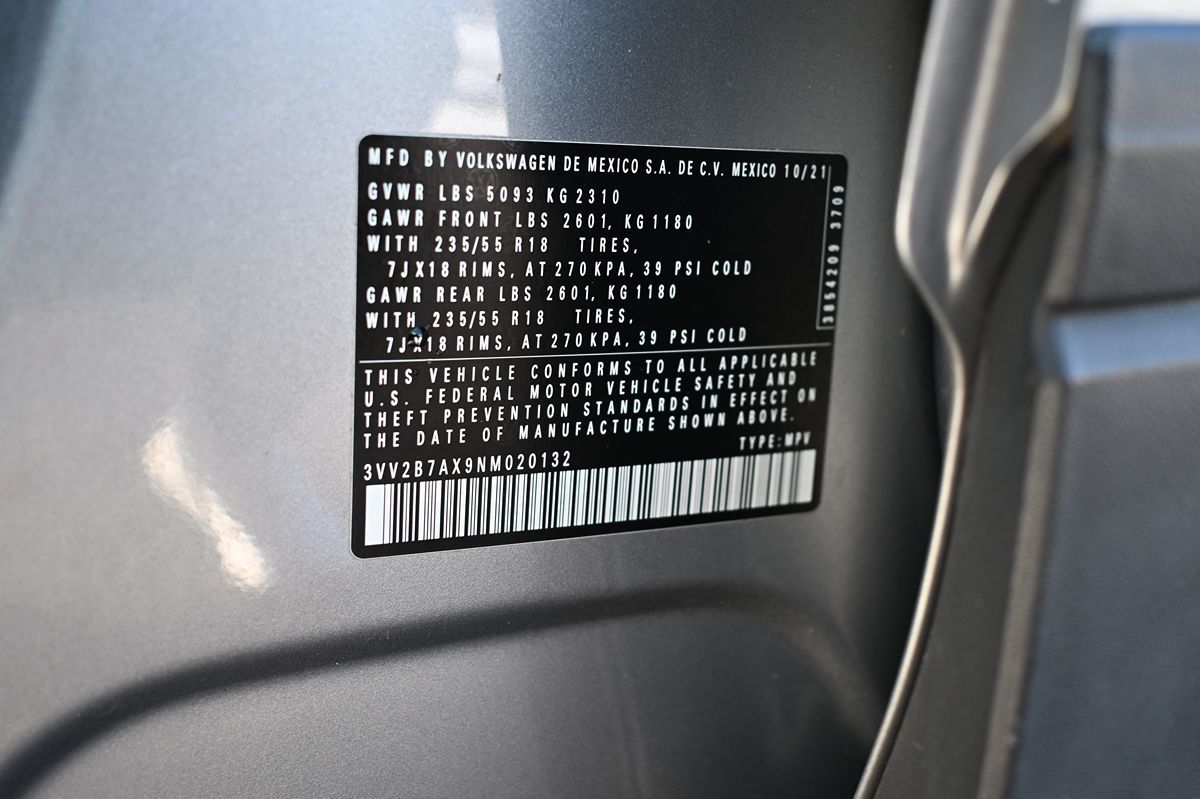 MFD BY VOLKSWAGEN DE MEXICO S.A. DE C.V. MEXICO 10/21
GVWR LBS 5093 KG 2310
GAWR FRONT LBS 2601, KG 1180
WITH 235/55 R18 TIRES,
7JX18 RIMS, AT 270 KPA, 39 PSI COLD
GAWR REAR LBS 2601, KG 1180
WITH 235/55 R18 TIRES,
7JX18 RIMS, AT 270 KPA, 39 PSI COLD
3854209 3709
THIS VEHICLE CONFORMS TO ALL APPLICABLE
U.S. FEDERAL MOTOR VEHICLE SAFETY AND
THEFT PREVENTION STANDARDS IN EFFECT ON
THE DATE OF MANUFACTURE SHOWN ABOVE.
TYPE: MPV
3VV2B7AX9NM020132